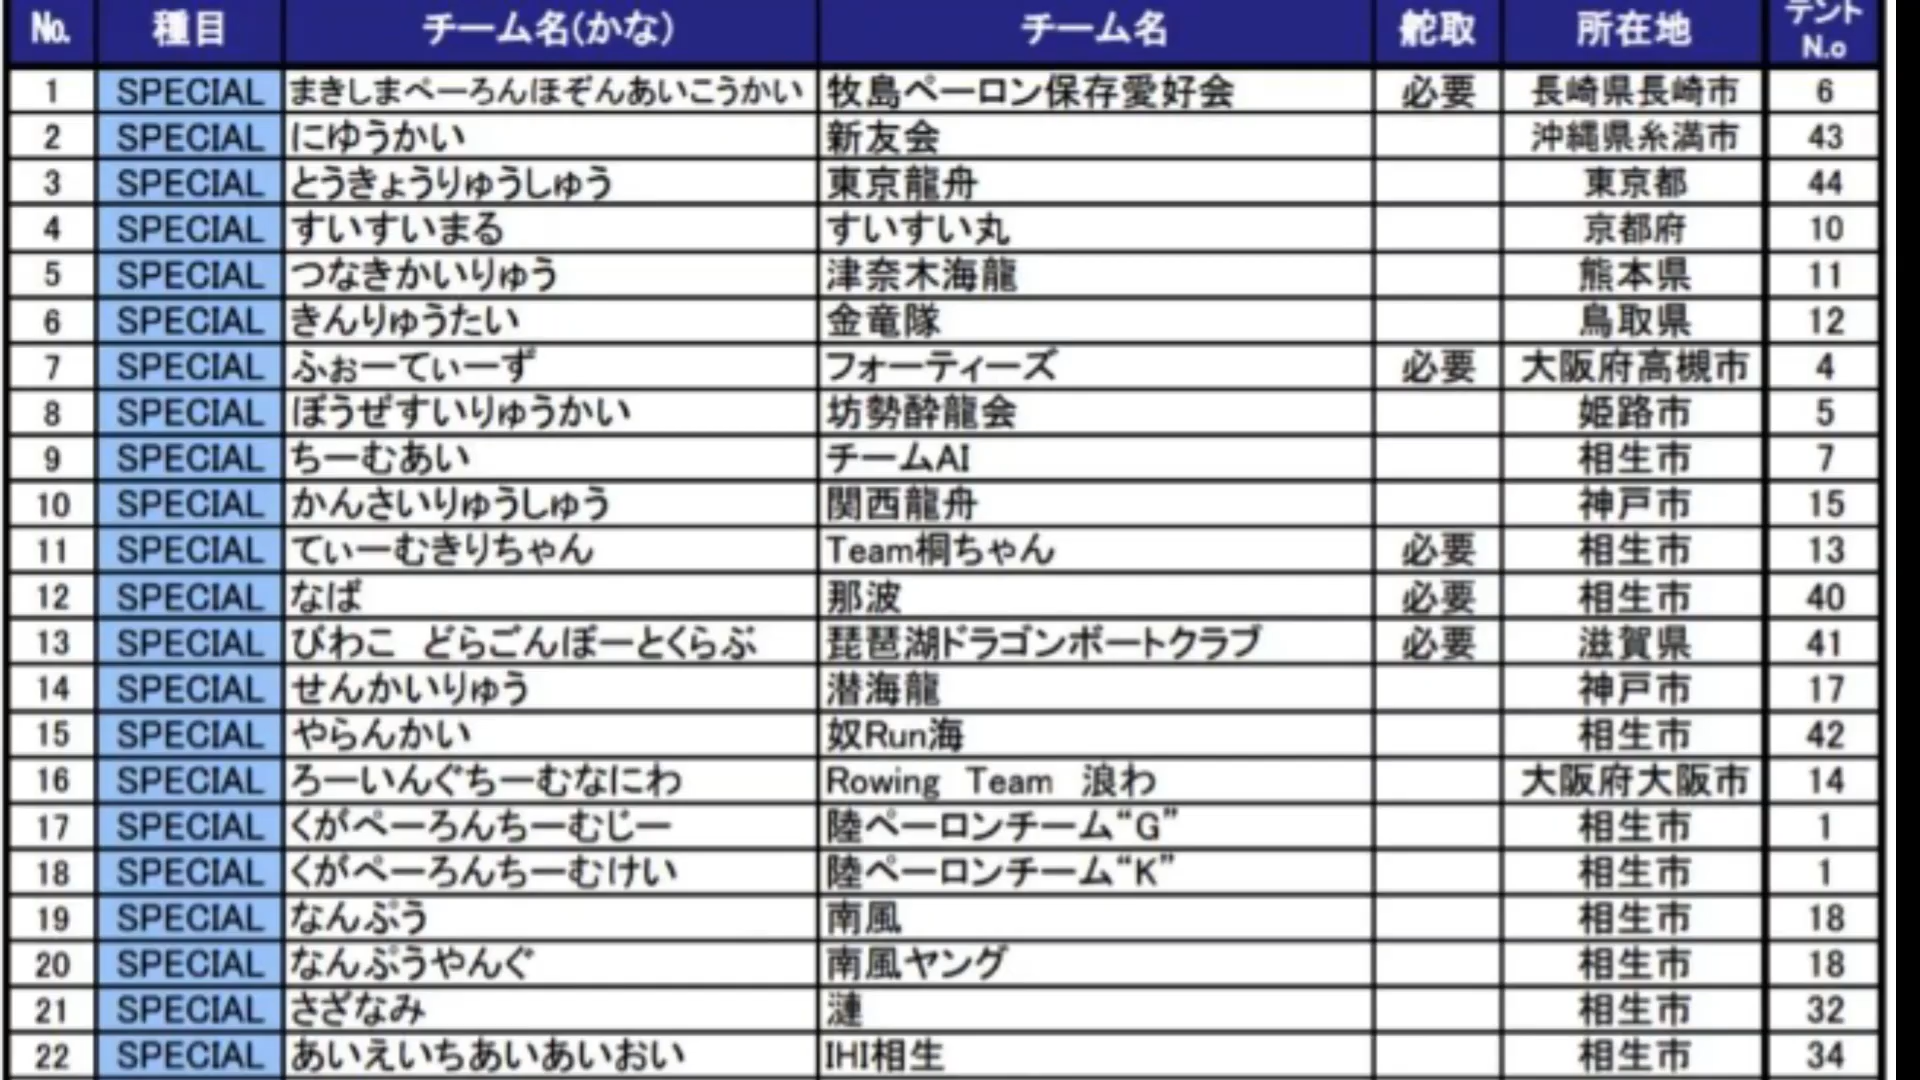 No. 種目 チーム名(かな) チーム名 舵取 所在地 テントN.o
1 SPECIAL まきしまぺーろんほぞんあいこうかい 牧島ペーロン保存愛好会 必要 長崎県長崎市 6
2 SPECIAL にゆうかい 新友会 沖縄県糸満市 43
3 SPECIAL とうきょうりゅうしゅう 東京龍舟 東京都 44
4 SPECIAL すいすいまる すいすい丸 京都府 10
5 SPECIAL つなきかいりゅう 津奈木海龍 熊本県 11
6 SPECIAL きんりゅうたい 金竜隊 鳥取県 12
7 SPECIAL ふぉーてぃーず フォーティーズ 必要 大阪府高槻市 4
8 SPECIAL ぼうぜすいりゅうかい 坊勢酔龍会 姫路市 5
9 SPECIAL ちーむあい チームAI 相生市 7
10 SPECIAL かんさいりゅうしゅう 関西龍舟 神戸市 15
11 SPECIAL てぃーむきりちゃん Team桐ちゃん 必要 相生市 13
12 SPECIAL なば 那波 必要 相生市 40
13 SPECIAL びわこ　どらごんぼーとくらぶ 琵琶湖ドラゴンボートクラブ 必要 滋賀県 41
14 SPECIAL せんかいりゅう 潜海龍 神戸市 17
15 SPECIAL やらんかい 奴Run海 相生市 42
16 SPECIAL ろーいんぐちーむなにわ Rowing　Team　浪わ 大阪府大阪市 14
17 SPECIAL くがぺーろんちーむじー 陸ペーロンチーム“G” 相生市 1
18 SPECIAL くがぺーろんちーむけい 陸ペーロンチーム“K” 相生市 1
19 SPECIAL なんぷう 南風 相生市 18
20 SPECIAL なんぷうやんぐ 南風ヤング 相生市 18
21 SPECIAL さざなみ 漣 相生市 32
22 SPECIAL あいえいちあいあいおい IHI相生 相生市 34